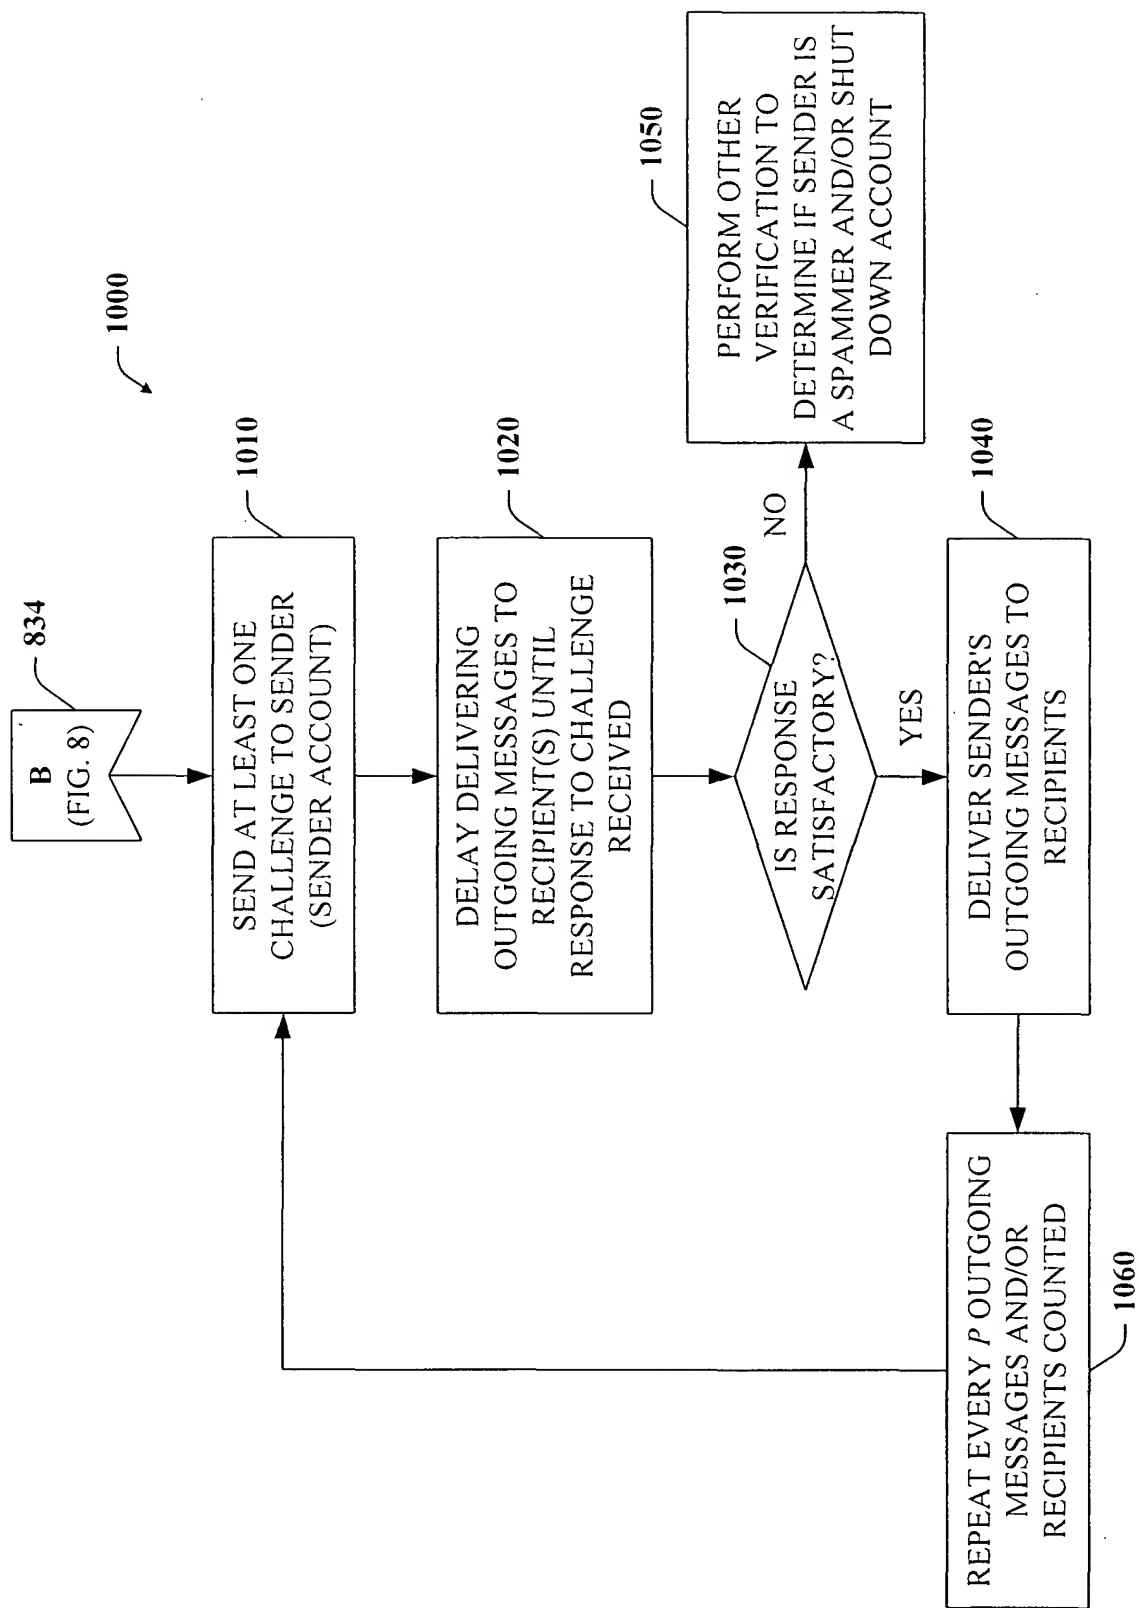 1000
B
(FIG. 8)
834
SEND AT LEAST ONE
CHALLENGE TO SENDER
(SENDER ACCOUNT)
1010
DELAY DELIVERING
OUTGOING MESSAGES TO
RECIPIENT(S) UNTIL
RESPONSE TO CHALLENGE
RECEIVED
1020
IS RESPONSE
SATISFACTORY?
1030
NO
PERFORM OTHER
VERIFICATION TO
DETERMINE IF SENDER IS
A SPAMMER AND/OR SHUT
DOWN ACCOUNT
1050
YES
DELIVER SENDER'S
OUTGOING MESSAGES TO
RECIPIENTS
1040
REPEAT EVERY P OUTGOING
MESSAGES AND/OR
RECIPIENTS COUNTED
1060